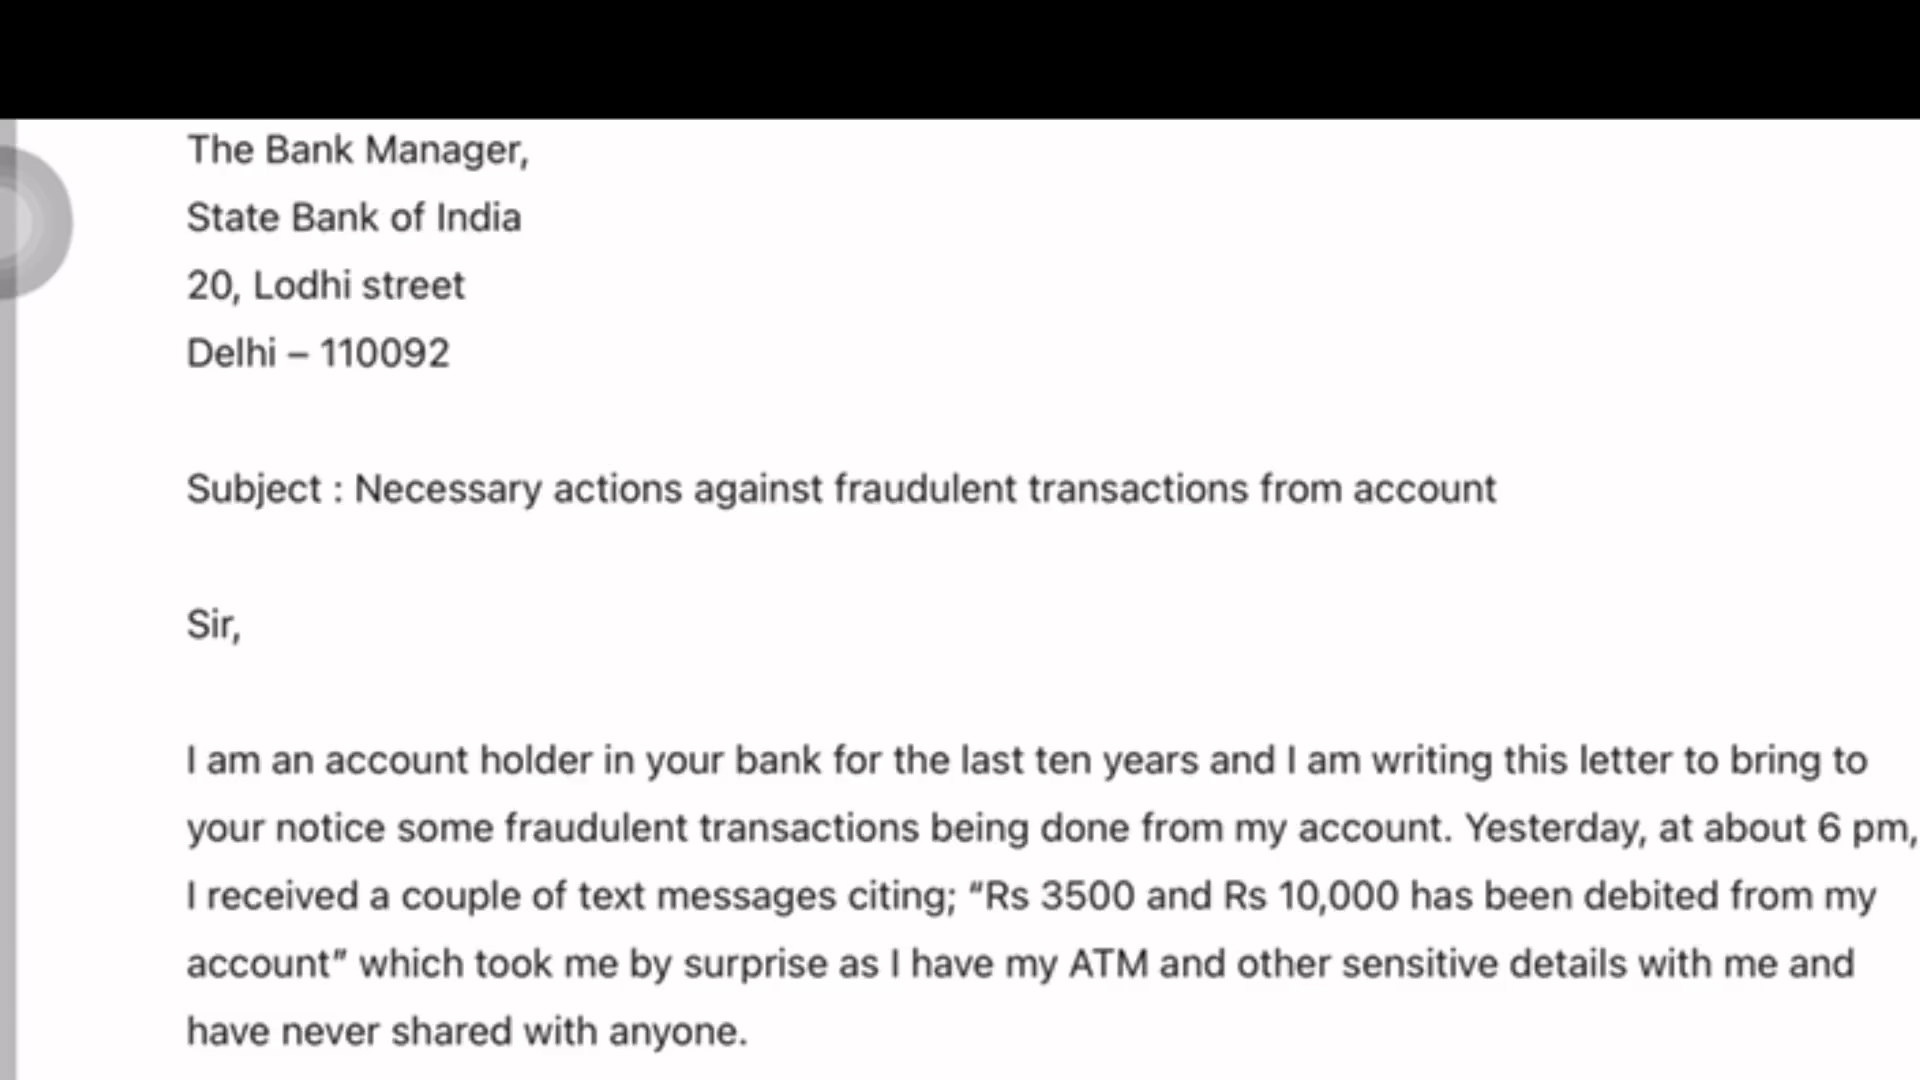 The Bank Manager,
State Bank of India
20, Lodhi street
Delhi – 110092
Subject : Necessary actions against fraudulent transactions from account
Sir,
I am an account holder in your bank for the last ten years and I am writing this letter to bring to
your notice some fraudulent transactions being done from my account. Yesterday, at about 6 pm,
I received a couple of text messages citing; “Rs 3500 and Rs 10,000 has been debited from my
account” which took me by surprise as I have my ATM and other sensitive details with me and
have never shared with anyone.